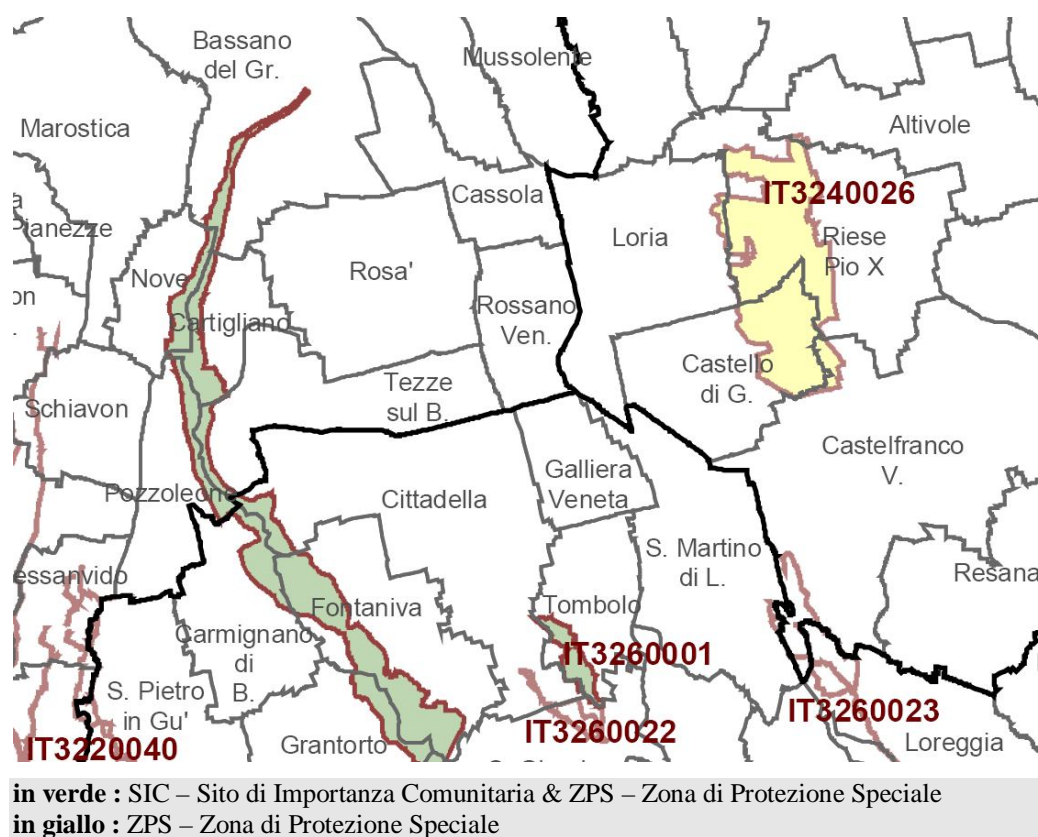 Bassano
del Gr.
Mussolente
Marostica
Altivole
Cassola
IT3240026
a
Pianezze
Loria
Riese
Pio X
Nove
Rosa'
on
Rossano
Ven.
Cartigliano
Castello
di G.
Tezze
sul B.
Schiavon
Castelfranco
V.
Galliera
Veneta
Pozzoleone
Cittadella
S. Martino
di L.
essanvido
Resana
Fontaniva
Tombolo
Carmignano
di
B.
IT3260001
S. Pietro
in Gu'
IT3260023
IT3260022
IT3220040
Grantorto
Loreggia
in verde : SIC – Sito di Importanza Comunitaria & ZPS – Zona di Protezione Speciale
in giallo : ZPS – Zona di Protezione Speciale